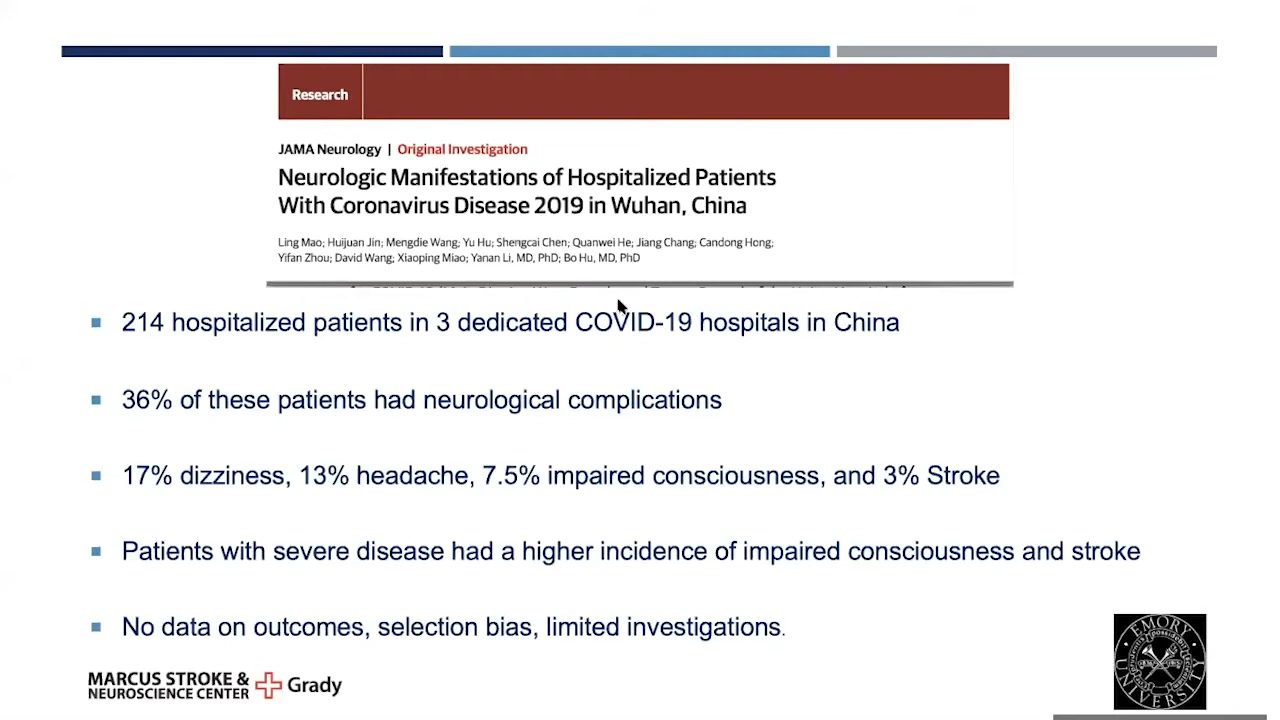 Research
JAMA Neurology | Original Investigation
Neurologic Manifestations of Hospitalized Patients
With Coronavirus Disease 2019 in Wuhan, China
Ling Mao; Huijuan Jin; Mengdie Wang; Yu Hu; Shengcai Chen; Quanwei He; Jiang Chang; Candong Hong;
Yifan Zhou; David Wang; Xiaoping Miao; Yanan Li, MD, PhD; Bo Hu, MD, PhD
214 hospitalized patients in 3 dedicated COVID-19 hospitals in China
36% of these patients had neurological complications
17% dizziness, 13% headache, 7.5% impaired consciousness, and 3% Stroke
Patients with severe disease had a higher incidence of impaired consciousness and stroke
No data on outcomes, selection bias, limited investigations.
MARCUS STROKE &
NEUROSCIENCE CENTER
Grady
EMORY
UNIVERSITY